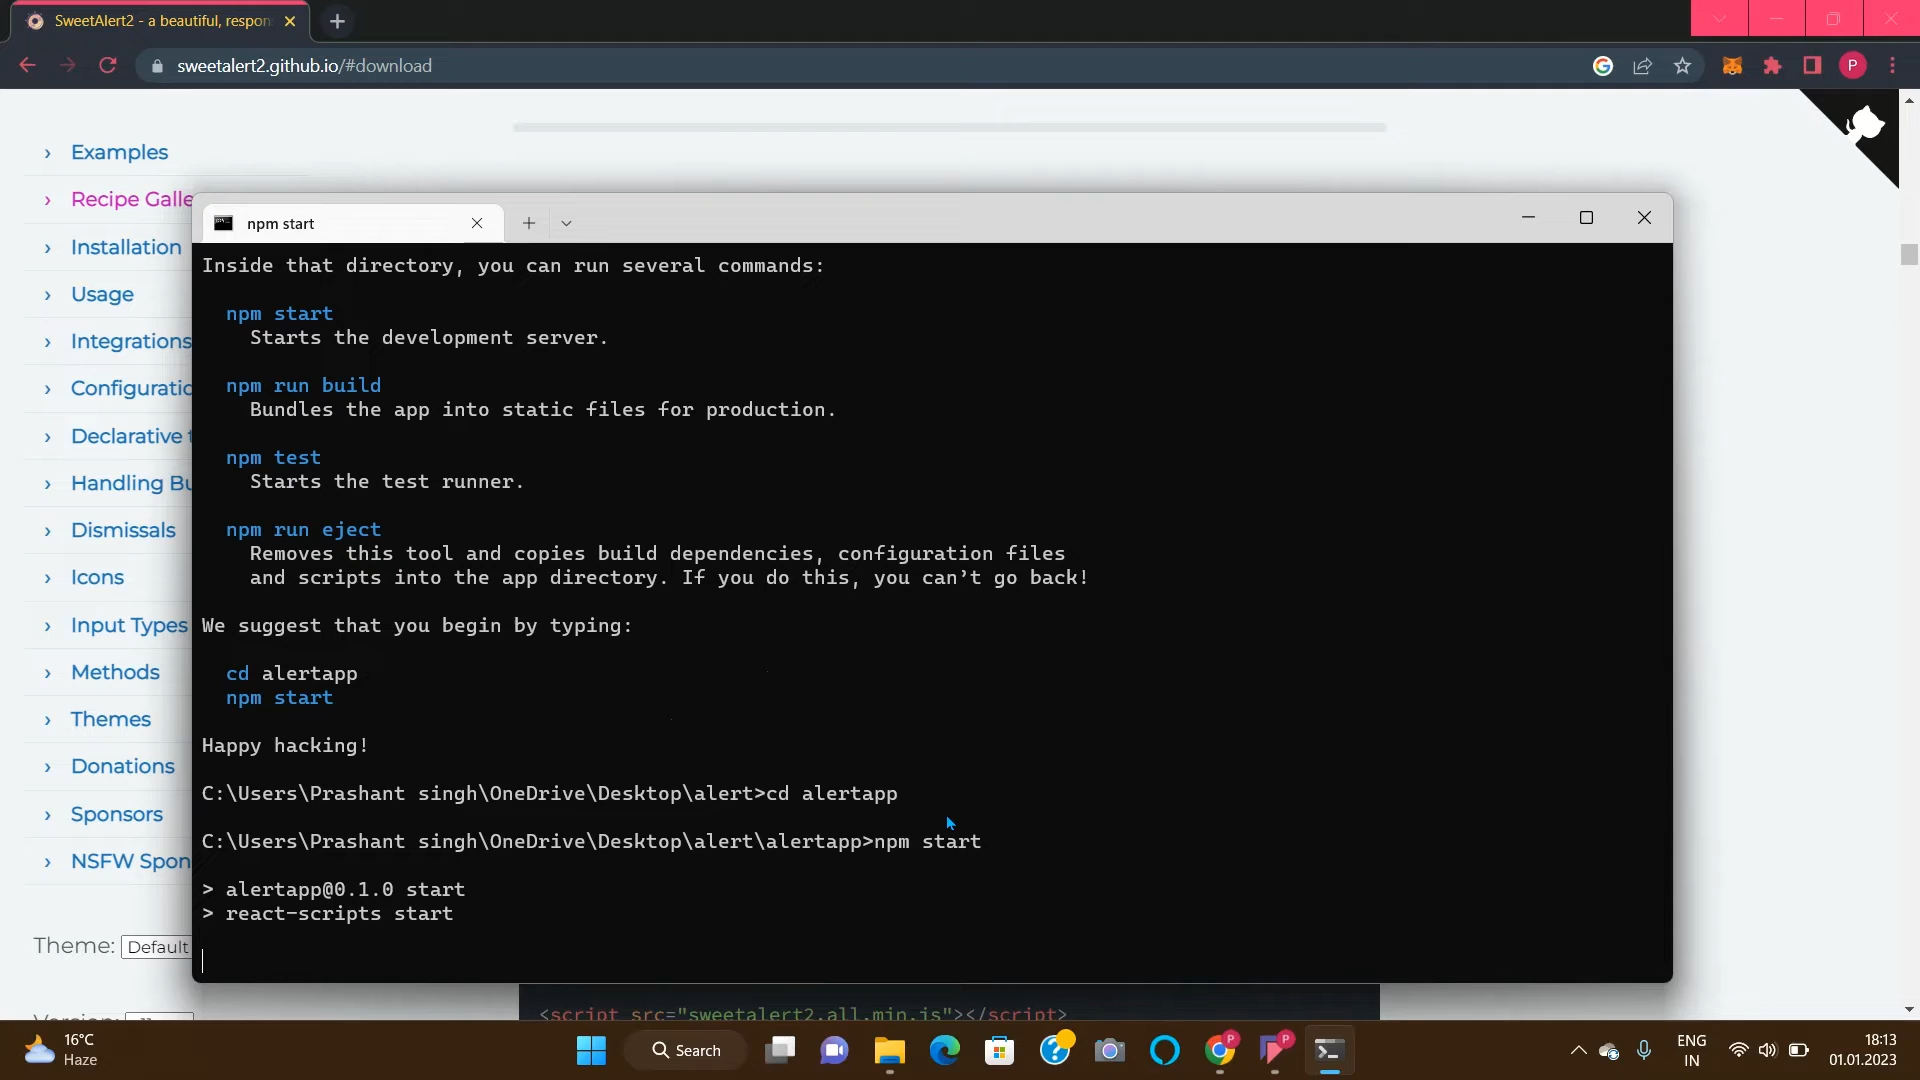 SweetAlert2 - a beautiful, respon
sweetalert2.github.io/#download
P
Examples
Recipe Galle
Installation
Usage
Integrations
Configuratio
Declarative t
Handling Bu
Dismissals
Icons
Input Types
Methods
Themes
Donations
Sponsors
NSFW Spon
Theme: Default
npm start
Inside that directory, you can run several commands:
npm start
Starts the development server.
npm run build
Bundles the app into static files for production.
npm test
Starts the test runner.
npm run eject
Removes this tool and copies build dependencies, configuration files
and scripts into the app directory. If you do this, you can’t go back!
We suggest that you begin by typing:
cd alertapp
npm start
Happy hacking!
C:\Users\Prashant singh\OneDrive\Desktop\alert>cd alertapp
C:\Users\Prashant singh\OneDrive\Desktop\alert\alertapp>npm start
> alertapp@0.1.0 start
> react-scripts start
<script src="sweetalert2.all.min.js"></script>
16°C
Haze
Search
P
P
ENG
IN
18:13
01.01.2023